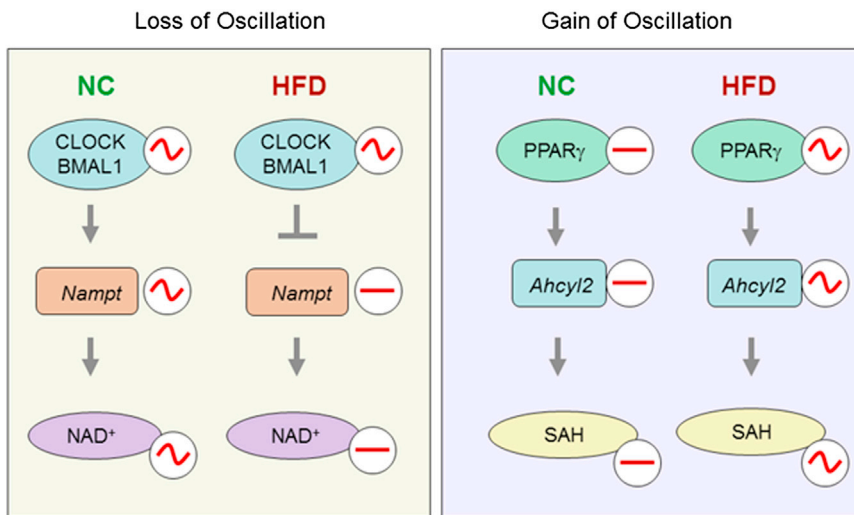 Loss of Oscillation
NC
HFD
CLOCK
BMAL1
CLOCK
BMAL1
Nampt
Nampt
NAD⁺
NAD⁺
Gain of Oscillation
NC
HFD
PPARγ
PPARγ
Ahcyl2
Ahcyl2
SAH
SAH